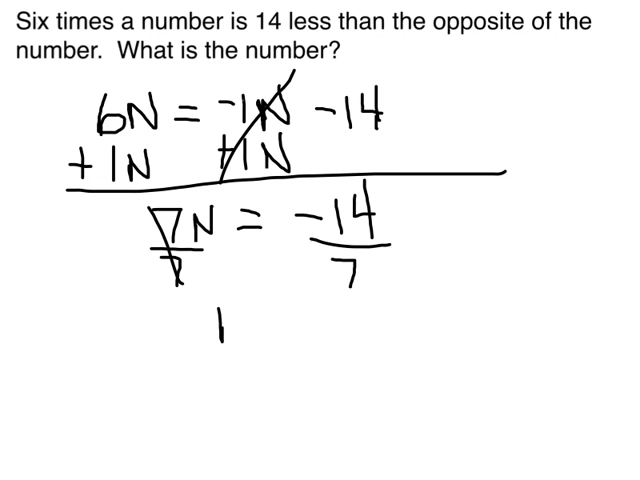 Six times a number is 14 less than the opposite of the
number.  What is the number?
6N = -1N -14
+1N +1N
7N = -14
7 7